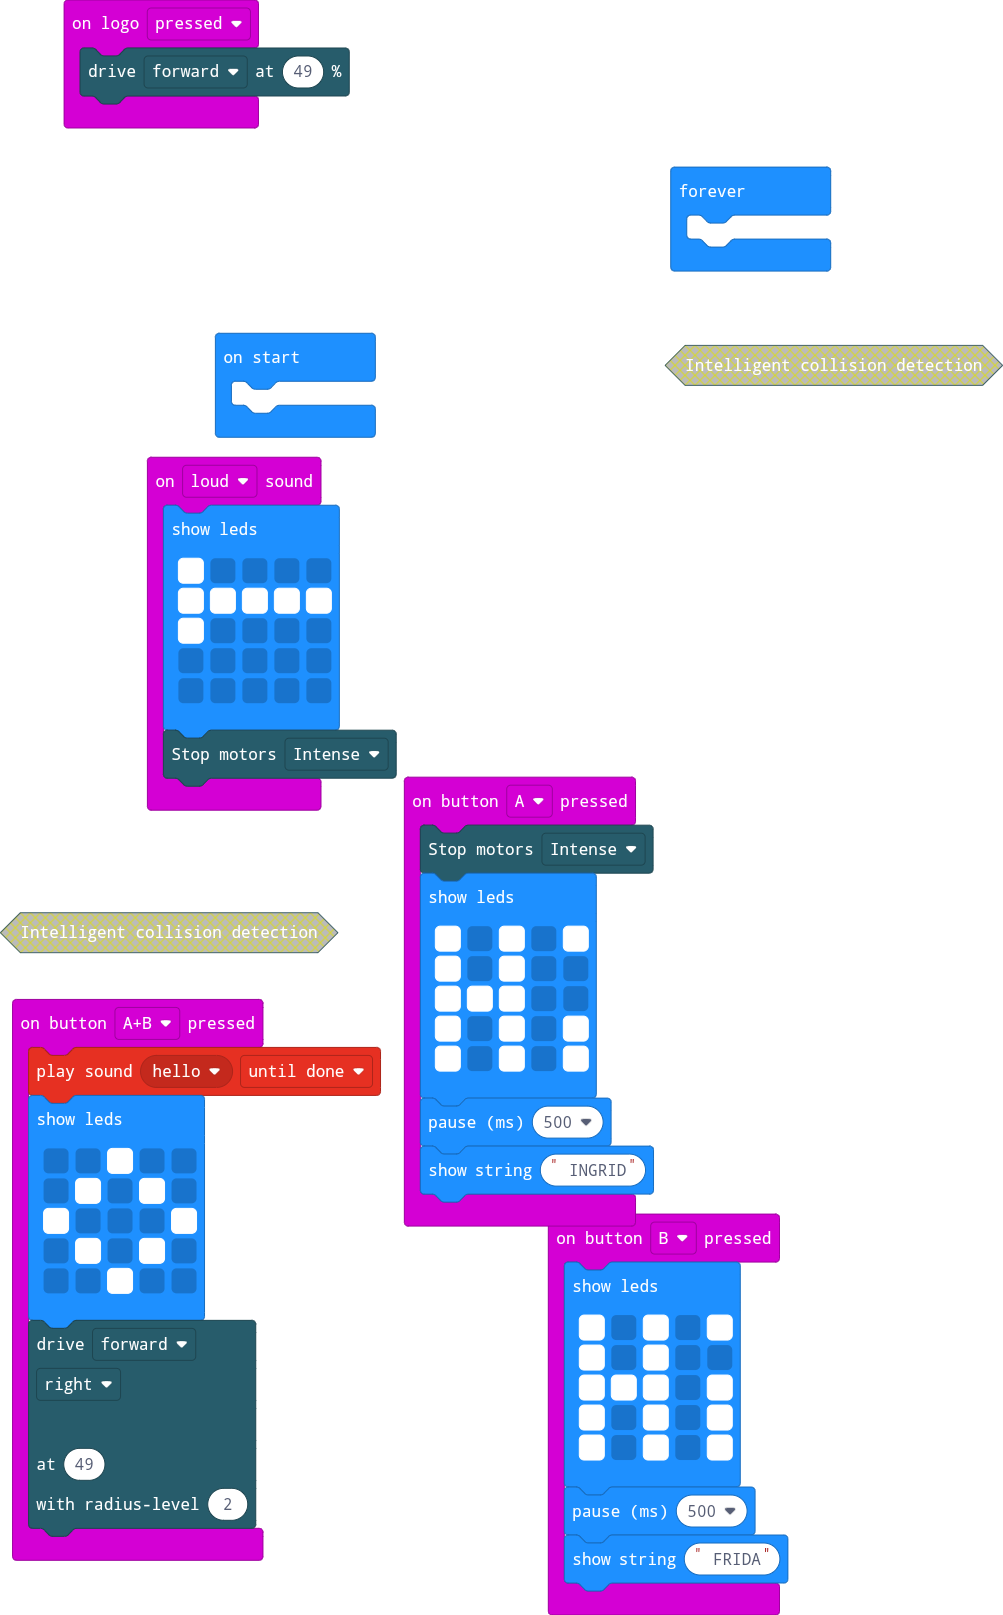 on logo pressed
drive forward at 49 %
forever
on start
Intelligent collision detection
on loud sound
show leds
Stop motors Intense
on button A pressed
Stop motors Intense
show leds
pause (ms) 500
show string " INGRID"
Intelligent collision detection
on button A+B pressed
play sound hello until done
show leds
drive forward
right
at 49
with radius-level 2
on button B pressed
show leds
pause (ms) 500
show string " FRIDA"